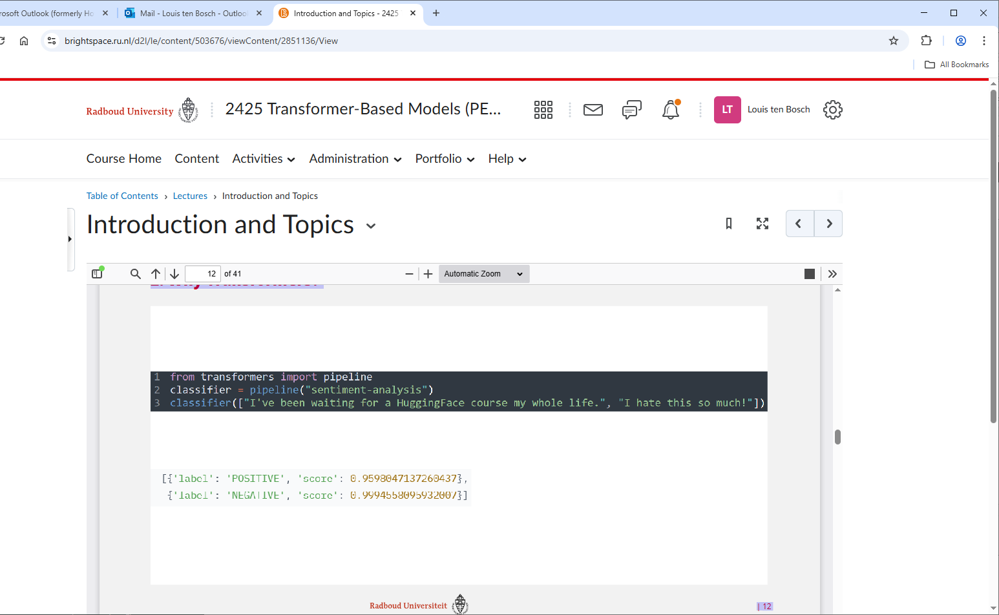 rosoft Outlook (formerly Ho
Mail - Louis ten Bosch - Outloo
Introduction and Topics - 2425
brightspace.ru.nl/d2l/le/content/503676/viewContent/2851136/View
All Bookmarks
Radboud University
2425 Transformer-Based Models (PE...
LT
Louis ten Bosch
Course Home
Content
Activities
Administration
Portfolio
Help
Table of Contents › Lectures › Introduction and Topics
Introduction and Topics
12 of 41
Automatic Zoom
1 from transformers import pipeline
2 classifier = pipeline("sentiment-analysis")
3 classifier(["I've been waiting for a HuggingFace course my whole life.", "I hate this so much!"])
[{'label': 'POSITIVE', 'score': 0.9598047137260437},
{'label': 'NEGATIVE', 'score': 0.9994558095932007}]
Radboud Universiteit
| 12